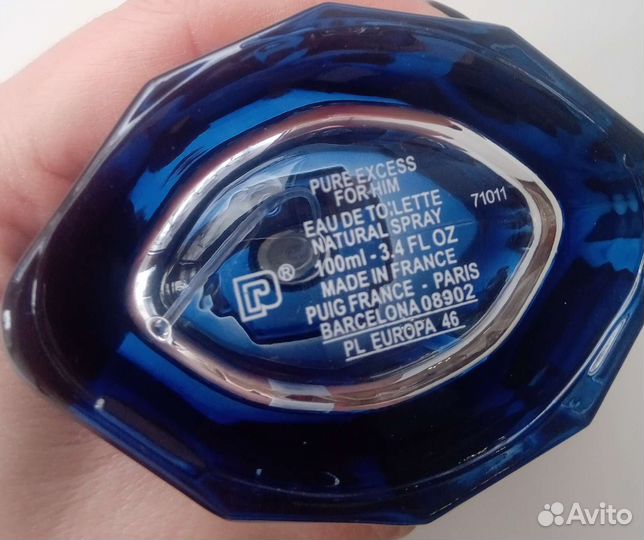 PURE EXCESS
FOR HIM
EAU DE TOILETTE
NATURAL SPRAY
71011
100ml - 3.4 FL OZ
MADE IN FRANCE
PUIG FRANCE - PARIS
BARCELONA 08902
PL EUROPA 46
P®
Avito